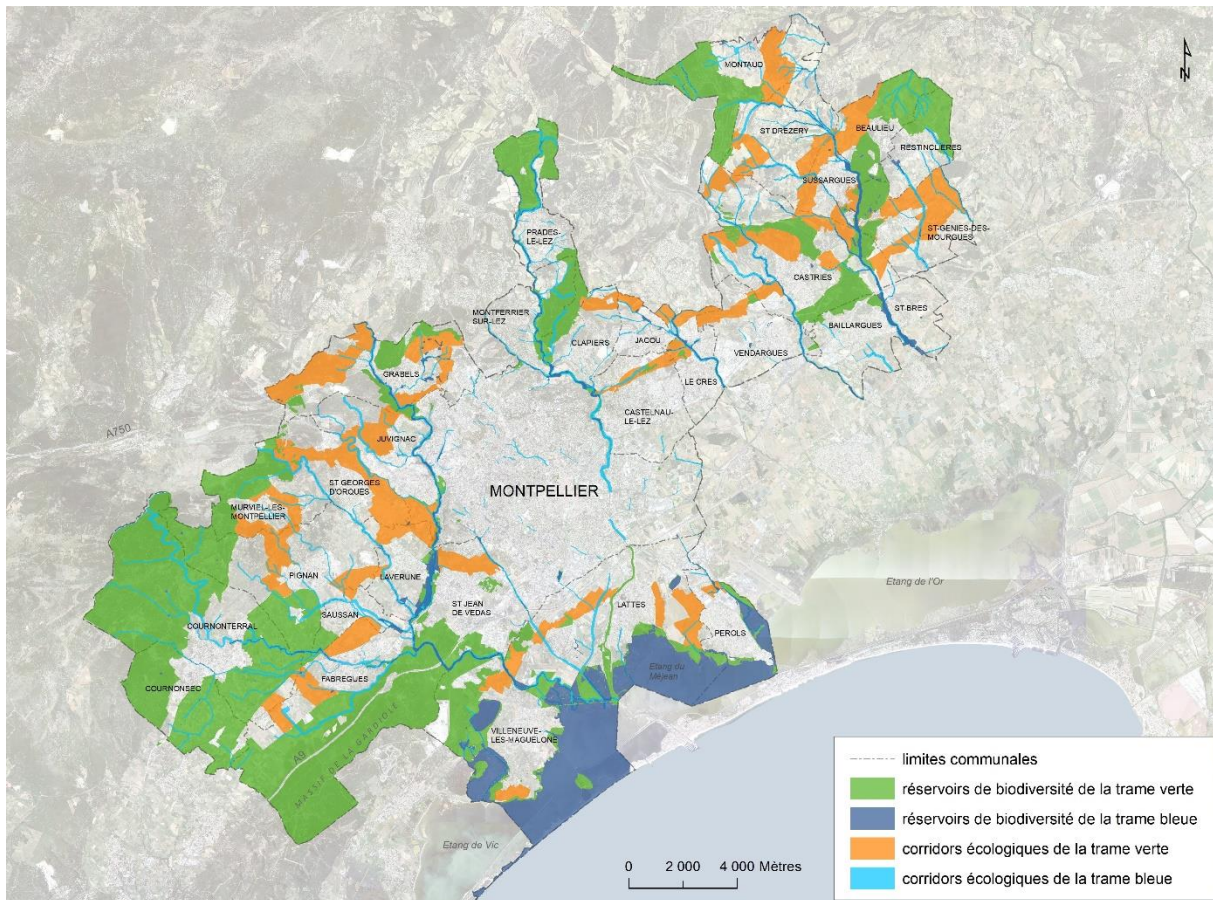 N
MONTAUD
ST DREZERY
BEAULIEU
RESTINCLIERES
SUSSARGUES
ST-GENIES-DES-
MOURGUES
PRADES-
LE-LEZ
CASTRIES
MONTFERRIER
SUR-LEZ
ST-BRES
BAILLARGUES
CLAPIERS
JACOU
VENDARGUES
GRABELS
LE CRES
CASTELNAU-
LE-LEZ
A750
JUVIGNAC
ST GEORGES
D'ORQUES
MONTPELLIER
MURVIEL-LES-
MONTPELLIER
PIGNAN
LAVERUNE
Etang de l'Or
ST JEAN
DE VEDAS
LATTES
SAUSSAN
COURNONTERRAL
PEROLS
Etang du
Méjean
FABREGUES
COURNONSEC
A9
MASSIF DE LA GARDIOLE
VILLENEUVE-
LES-MAGUELONE
Etang de Vic
0 2 000 4 000 Mètres
limites communales
réservoirs de biodiversité de la trame verte
réservoirs de biodiversité de la trame bleue
corridors écologiques de la trame verte
corridors écologiques de la trame bleue